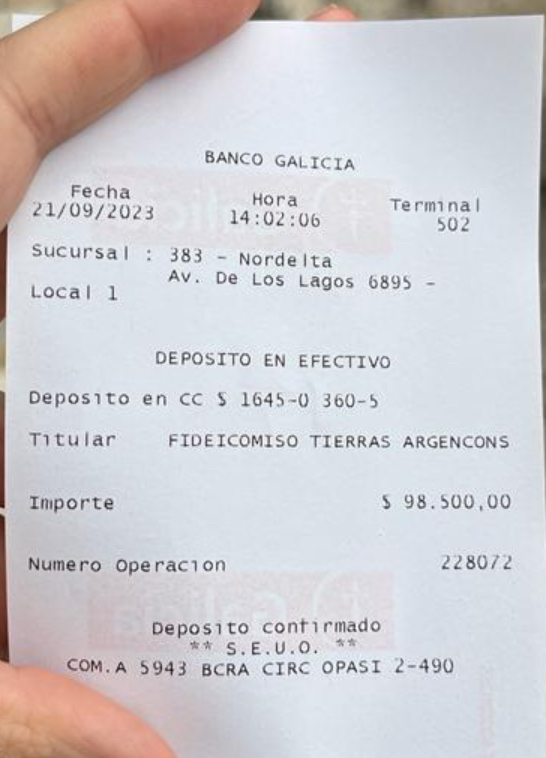 BANCO GALICIA
Fecha Hora Terminal
21/09/2023 14:02:06 502
Sucursal : 383 - Nordelta
Av. De Los Lagos 6895 -
Local 1
DEPOSITO EN EFECTIVO
Deposito en CC $ 1645-0 360-5
Titular FIDEICOMISO TIERRAS ARGENCONS
Importe $ 98.500,00
Numero Operacion 228072
Deposito confirmado
** S.E.U.O. **
COM.A 5943 BCRA CIRC OPASI 2-490